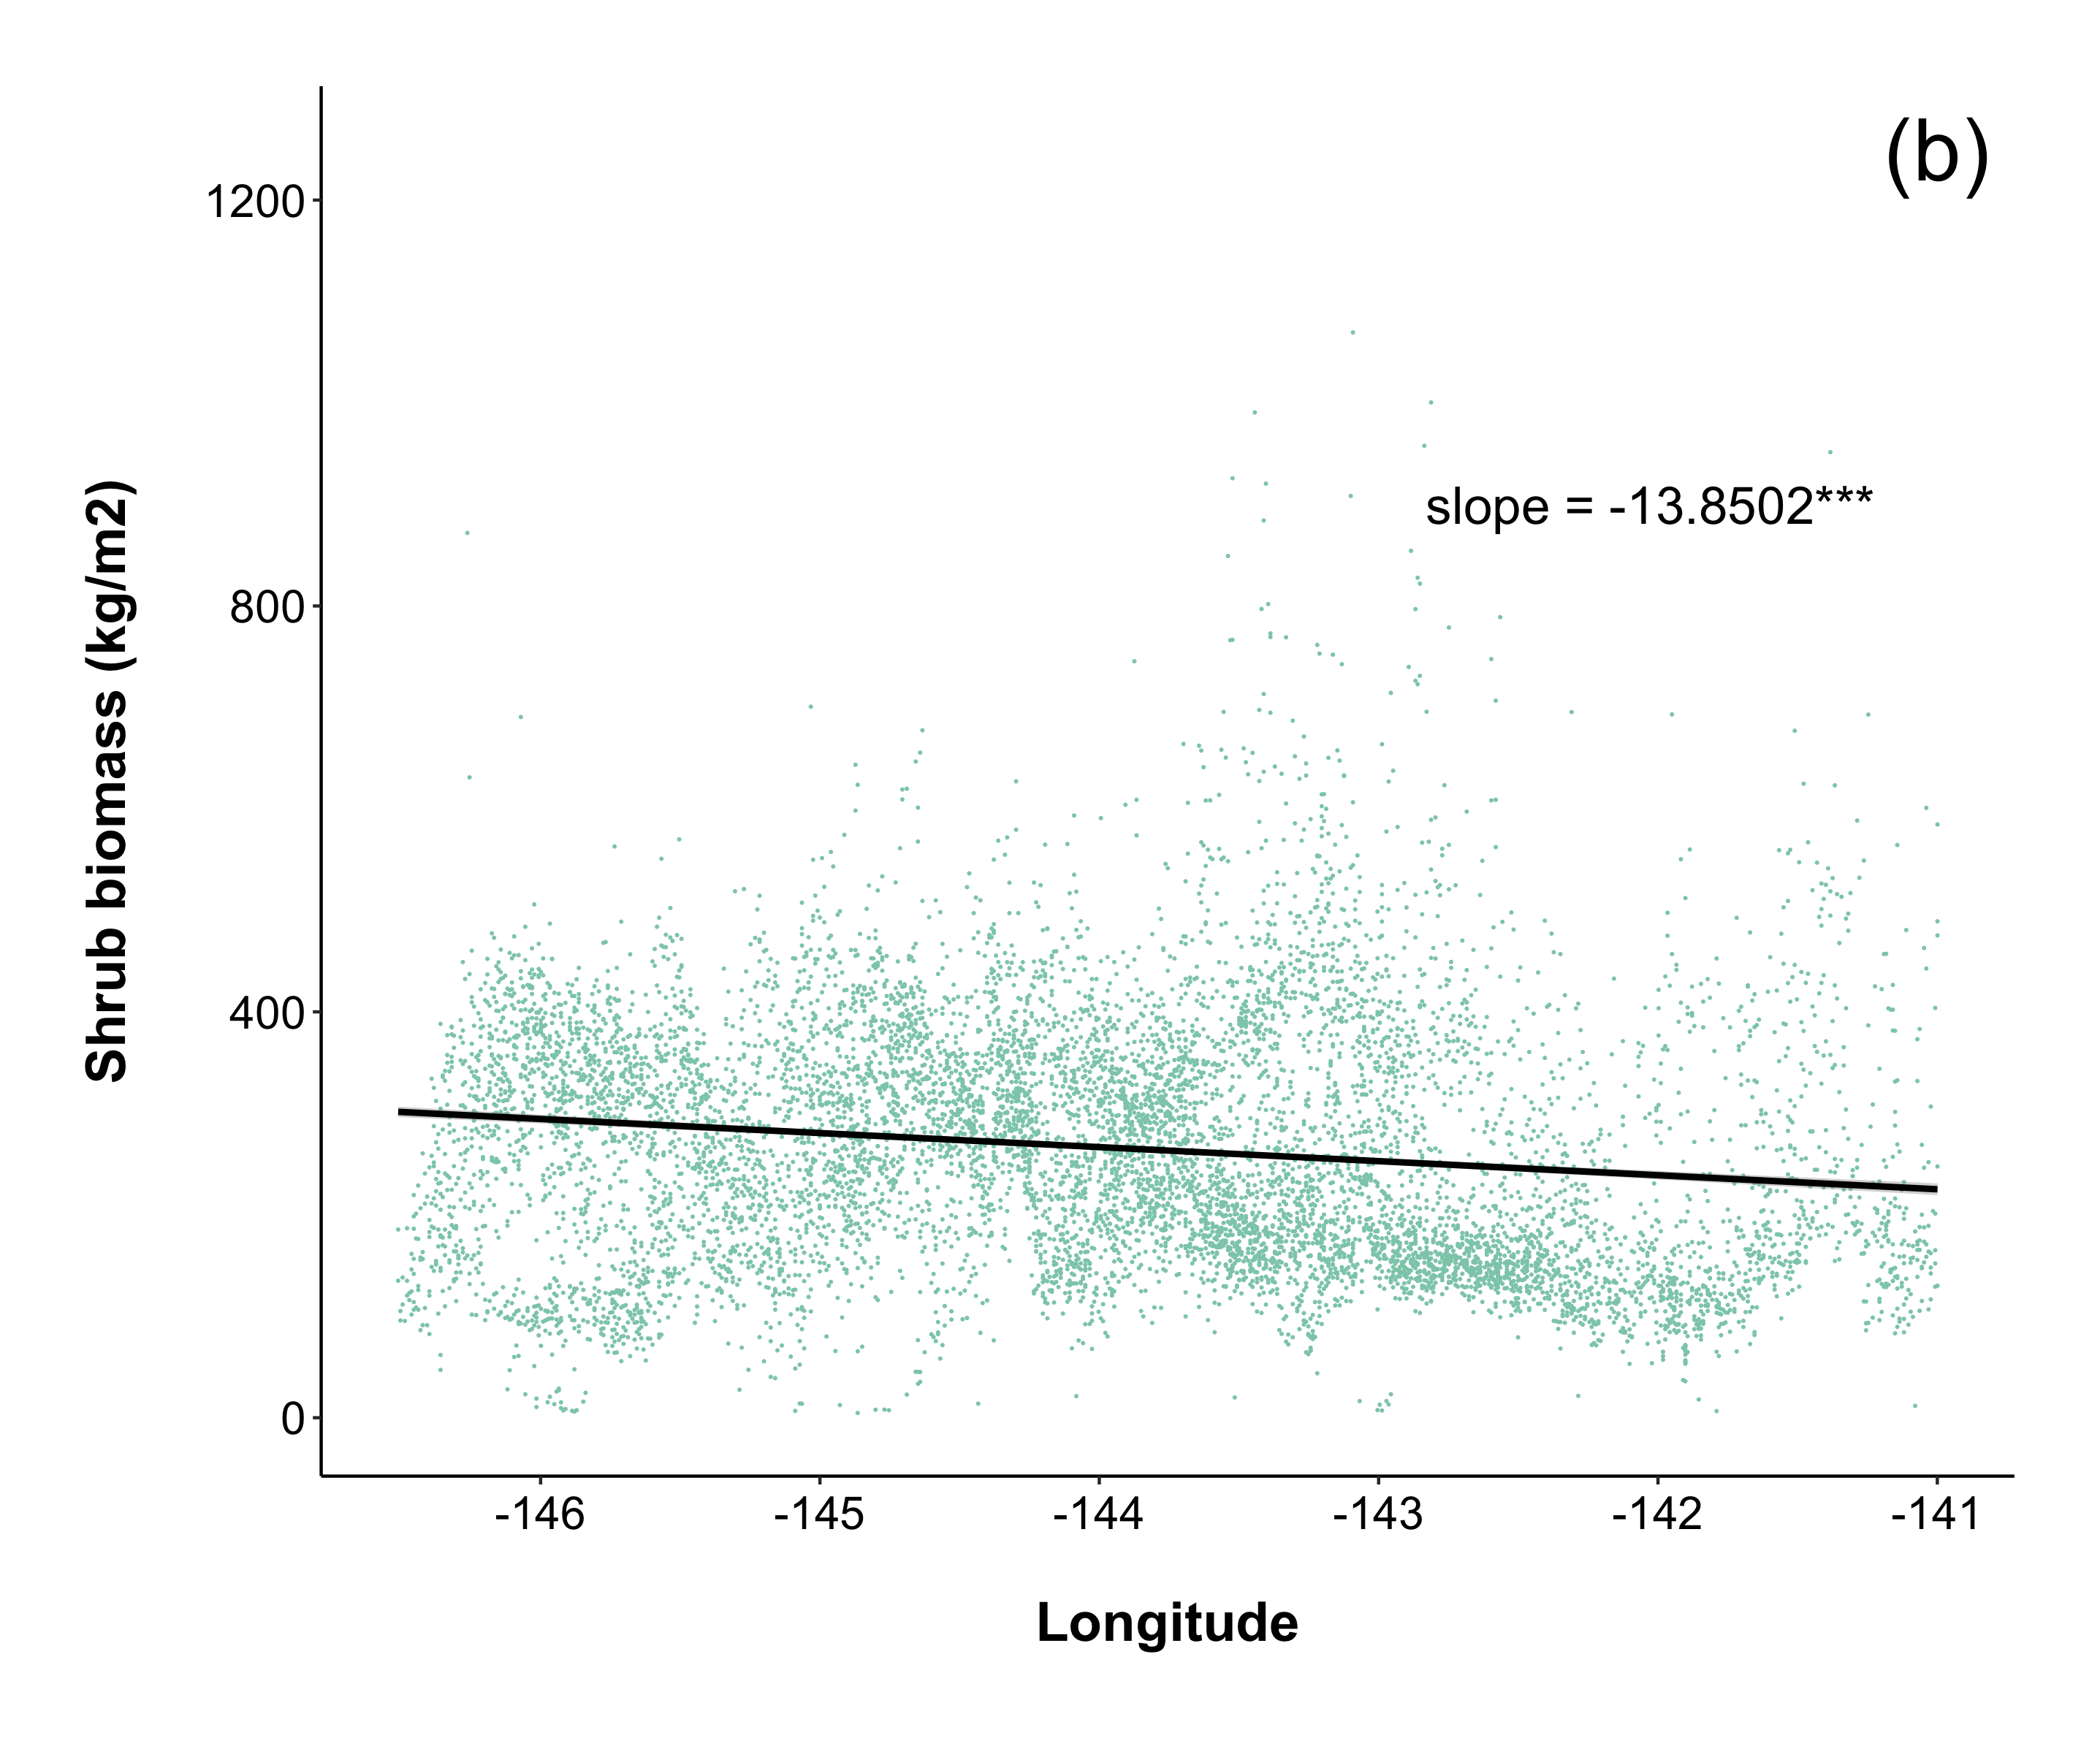 (b)
1200
800
400
0
Shrub biomass (kg/m2)
slope = -13.8502***
-146 -145 -144 -143 -142 -141
Longitude